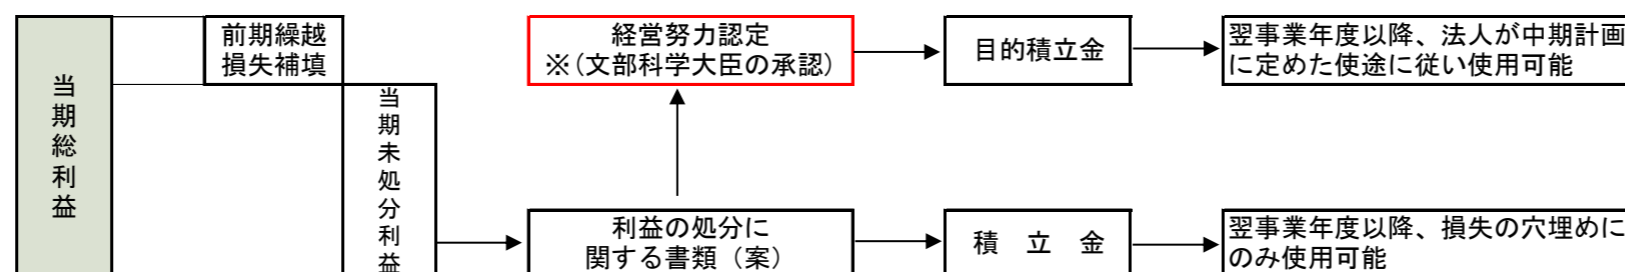 当期総利益
前期繰越
損失補填
当期未処分利益
経営努力認定
※(文部科学大臣の承認)
目的積立金
翌事業年度以降、法人が中期計画
に定めた使途に従い使用可能
利益の処分に
関する書類（案）
積　立　金
翌事業年度以降、損失の穴埋めに
のみ使用可能